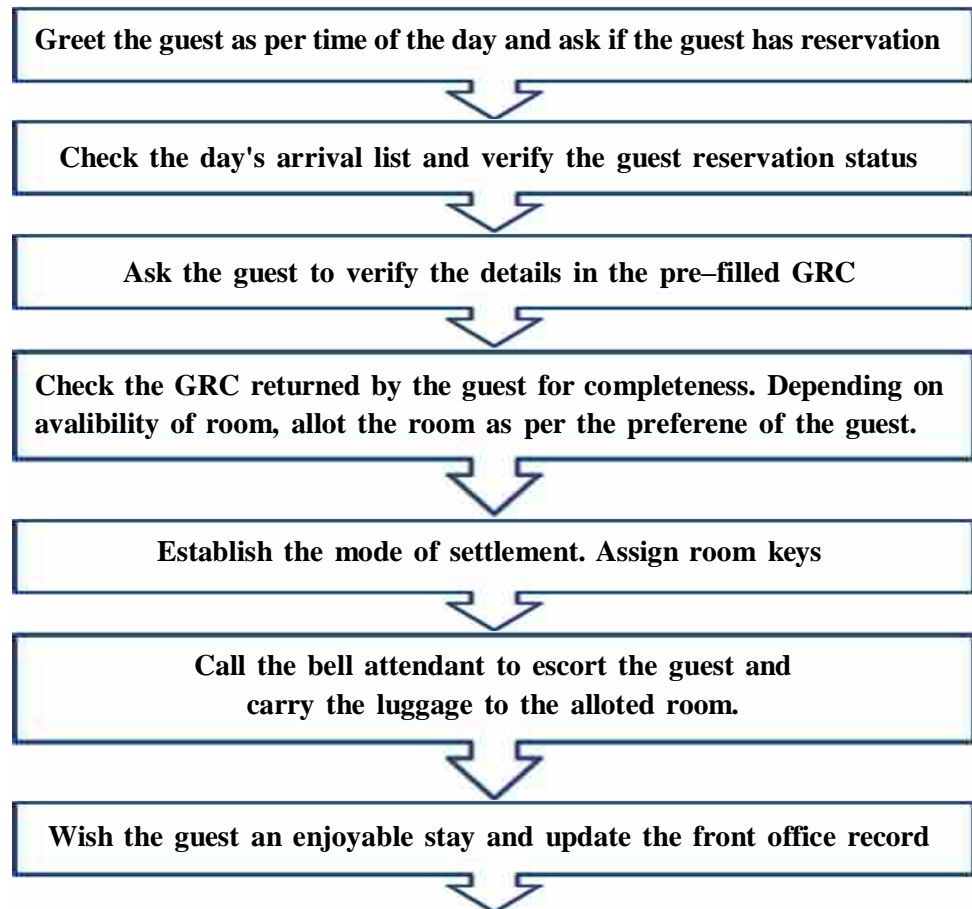 Greet the guest as per time of the day and ask if the guest has reservation
Check the day's arrival list and verify the guest reservation status
Ask the guest to verify the details in the pre–filled GRC
Check the GRC returned by the guest for completeness. Depending on
avalibility of room, allot the room as per the preferene of the guest.
Establish the mode of settlement. Assign room keys
Call the bell attendant to escort the guest and
carry the luggage to the alloted room.
Wish the guest an enjoyable stay and update the front office record